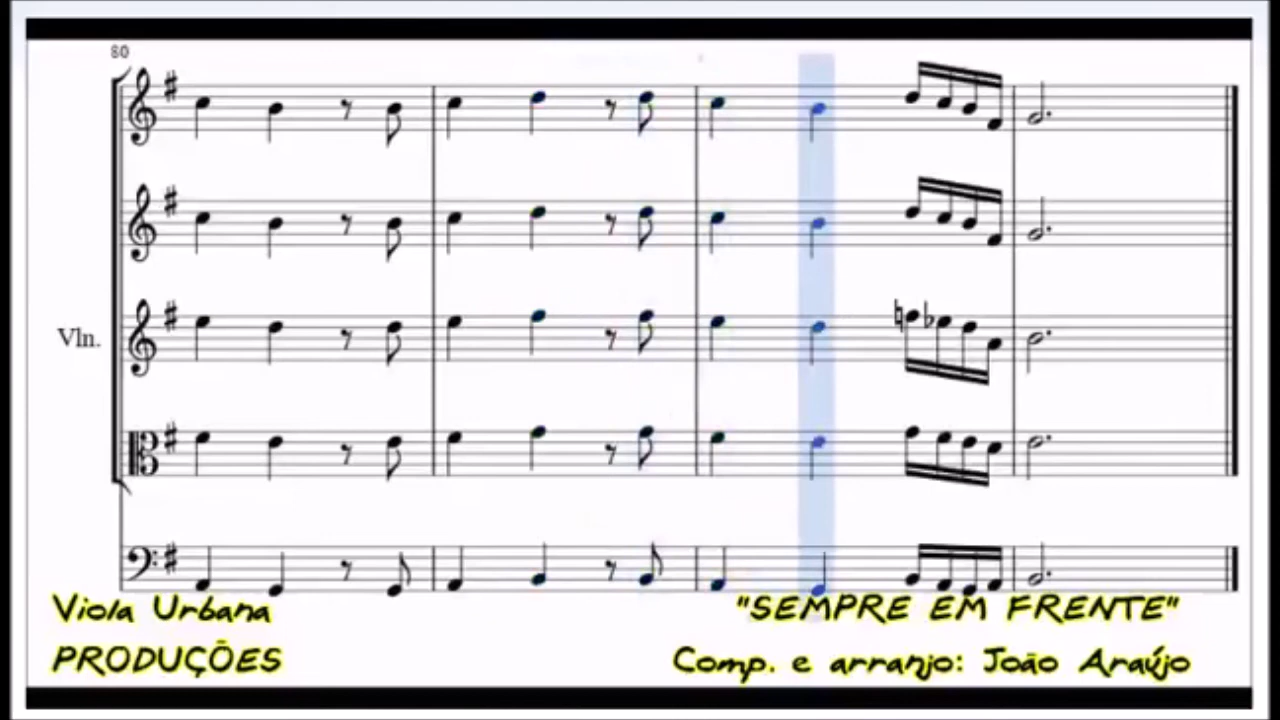 80
Vln.
Viola Urbana
PRODUÇÕES
"SEMPRE EM FRENTE"
Comp. e arranjo: João Araújo